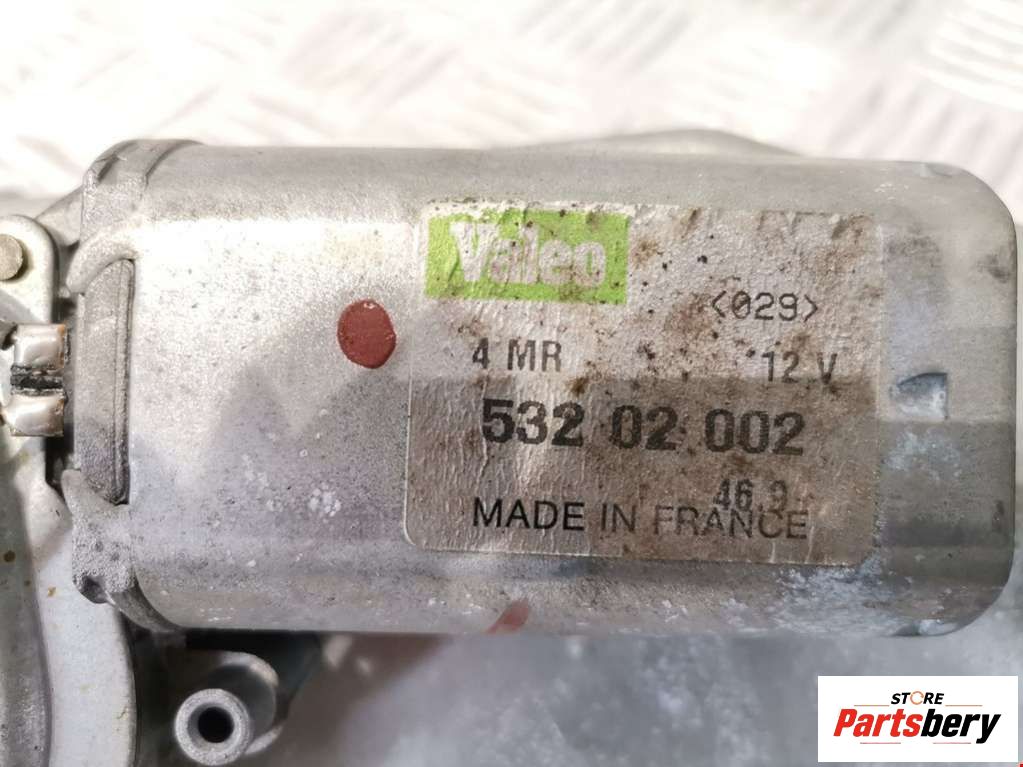 Valeo
<029>
4 MR 12 V
532 02 002
46 9
MADE IN FRANCE
STORE
Partsbery